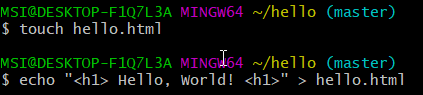 MSI@DESKTOP-F1Q7L3A MINGW64 ~/hello (master)
$ touch hello.html
MSI@DESKTOP-F1Q7L3A MINGW64 ~/hello (master)
$ echo "<h1> Hello, World! <h1>" > hello.html